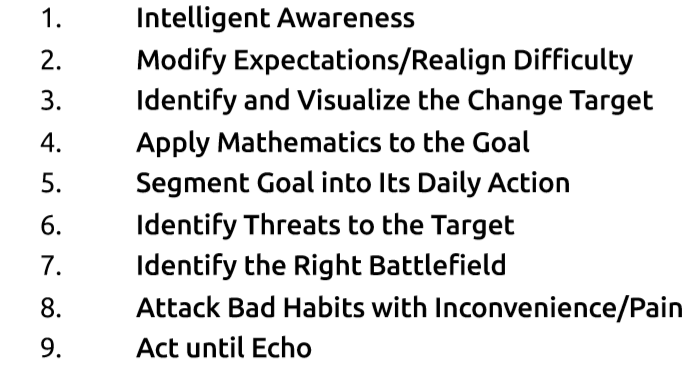 1. Intelligent Awareness
2. Modify Expectations/Realign Difficulty
3. Identify and Visualize the Change Target
4. Apply Mathematics to the Goal
5. Segment Goal into Its Daily Action
6. Identify Threats to the Target
7. Identify the Right Battlefield
8. Attack Bad Habits with Inconvenience/Pain
9. Act until Echo